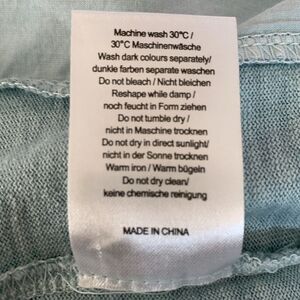 Machine wash 30°C /
30°C Maschinenwäsche
Wash dark colours separately/
dunkle farben separate waschen
Do not bleach / Nicht bleichen
Reshape while damp /
noch feucht in Form ziehen
Do not tumble dry /
nicht in Maschine trocknen
Do not dry in direct sunlight/
nicht in der Sonne trocknen
Warm iron / Warm bügeln
Do not dry clean/
keine chemische reinigung
MADE IN CHINA